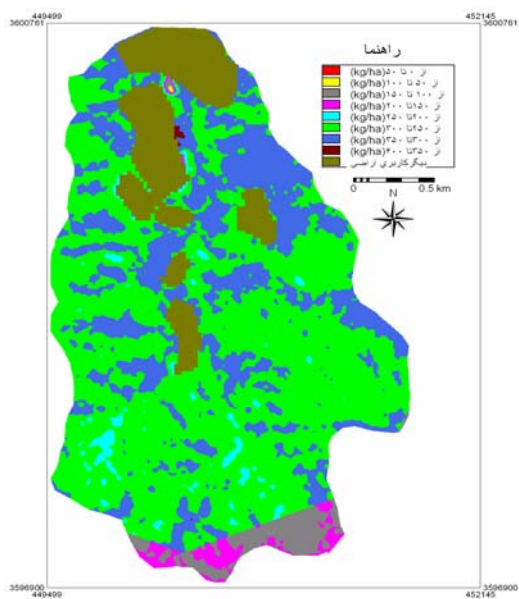 449499 452145
3600761 3600761
راهنما
از ۰ تا ۵۰ (kg/ha)
از ۵۰ تا ۱۰۰ (kg/ha)
از ۱۰۰ تا ۱۵۰ (kg/ha)
از ۱۵۰ تا ۲۰۰ (kg/ha)
از ۲۰۰ تا ۲۵۰ (kg/ha)
از ۲۵۰ تا ۳۰۰ (kg/ha)
از ۳۰۰ تا ۳۵۰ (kg/ha)
از ۳۵۰ تا ۴۰۰ (kg/ha)
دیگر کاربری اراضی
0 0.5 km
N
3596900 3596900
449499 452145